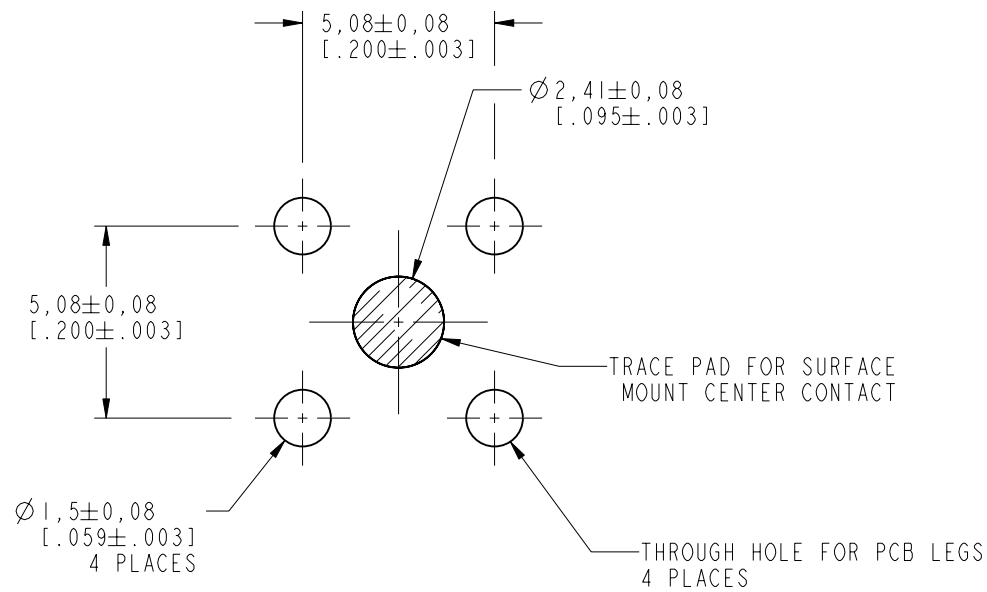 5,08±0,08
[.200±.003]
Ø2,41±0,08
[.095±.003]
5,08±0,08
[.200±.003]
TRACE PAD FOR SURFACE
MOUNT CENTER CONTACT
Ø1,5±0,08
[.059±.003]
4 PLACES
THROUGH HOLE FOR PCB LEGS
4 PLACES